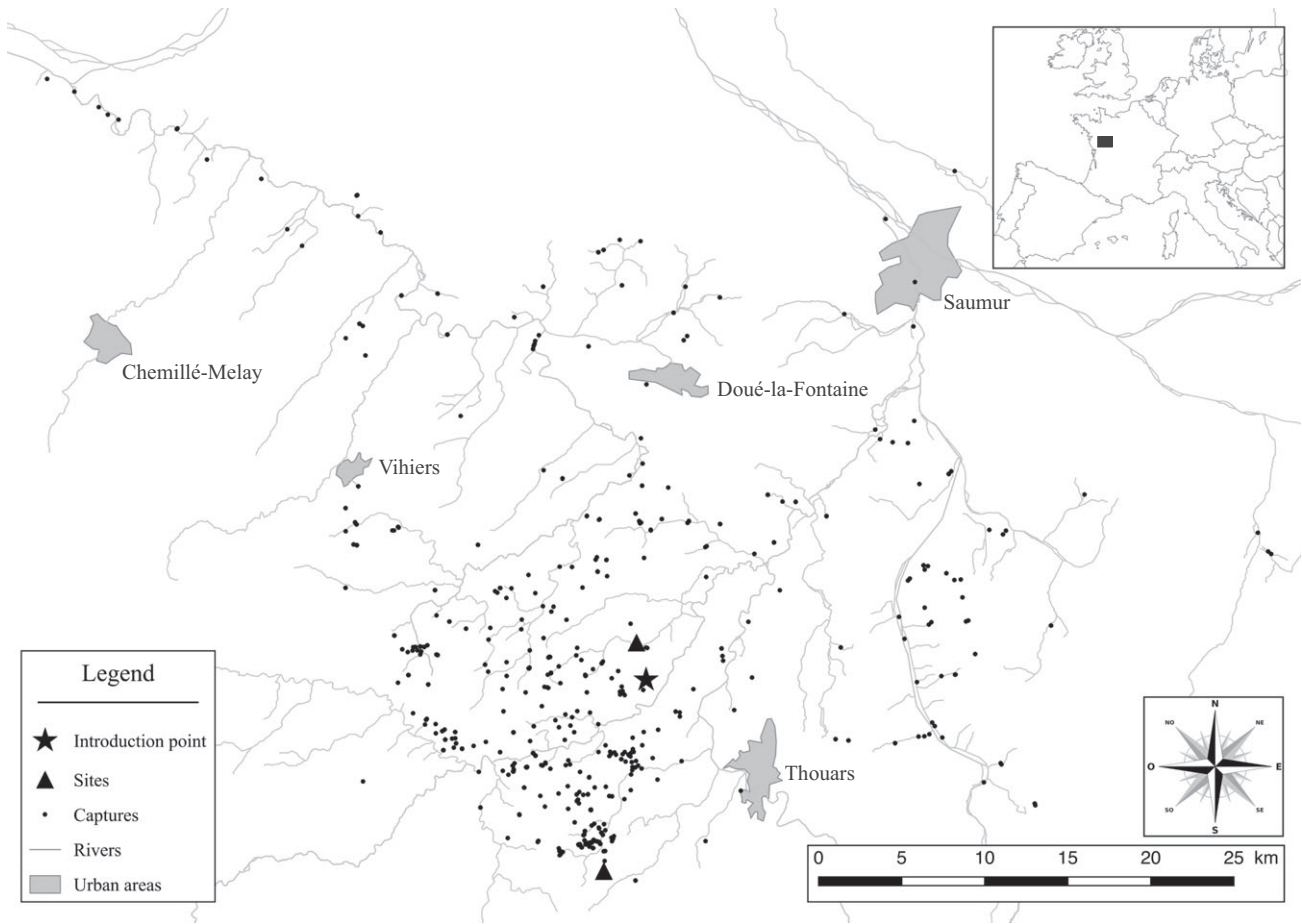 Saumur
Chemillé-Melay
Doué-la-Fontaine
Vihiers
Thouars
Legend
Introduction point
Sites
Captures
Rivers
Urban areas
N
NO NE
O E
SO SE
S
0 5 10 15 20 25 km